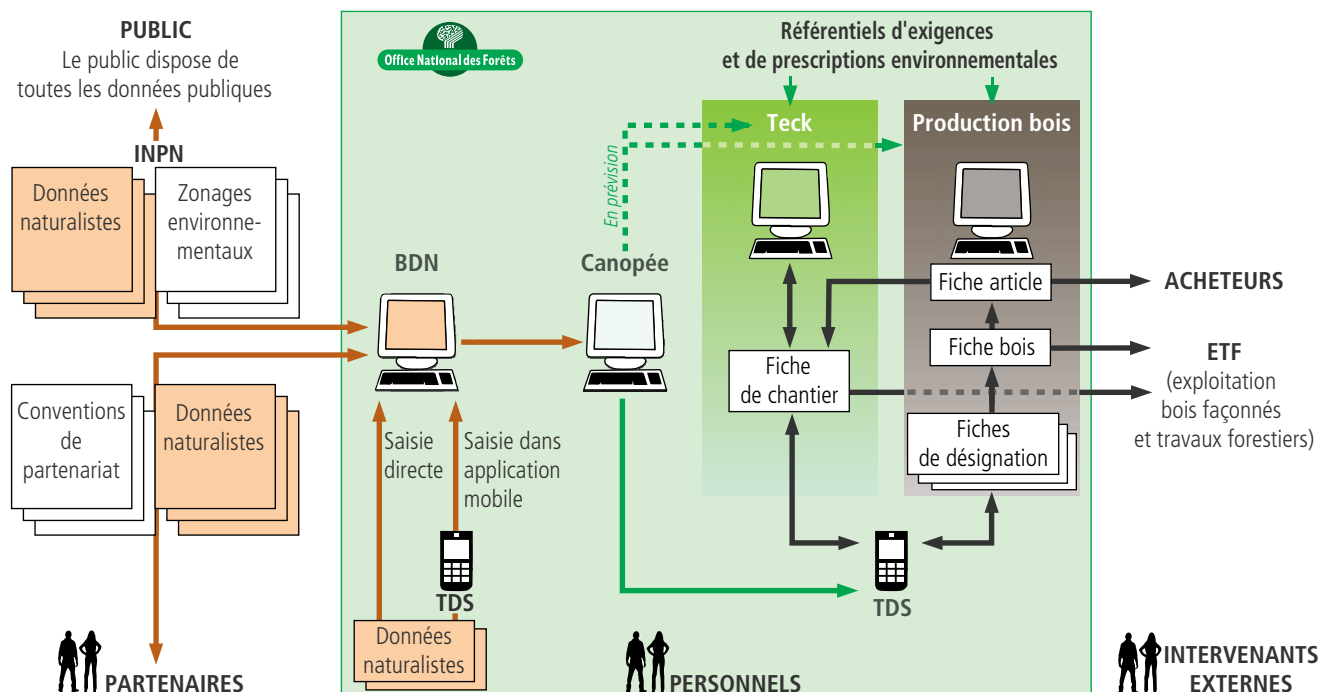 PUBLIC
Le public dispose de
toutes les données publiques
INPN
Données
naturalistes
Zonages
environne-
mentaux
Conventions
de
partenariat
Données
naturalistes
PARTENAIRES
Office National des Forêts
BDN
Saisie
directe
Saisie dans
application
mobile
TDS
Données
naturalistes
Canopée
En prévision
PERSONNELS
Référentiels d'exigences
et de prescriptions environnementales
Teck
Fiche
de chantier
Production bois
Fiche article
Fiche bois
Fiches
de désignation
TDS
ACHETEURS
ETF
(exploitation
bois façonnés
et travaux forestiers)
INTERVENANTS
EXTERNES